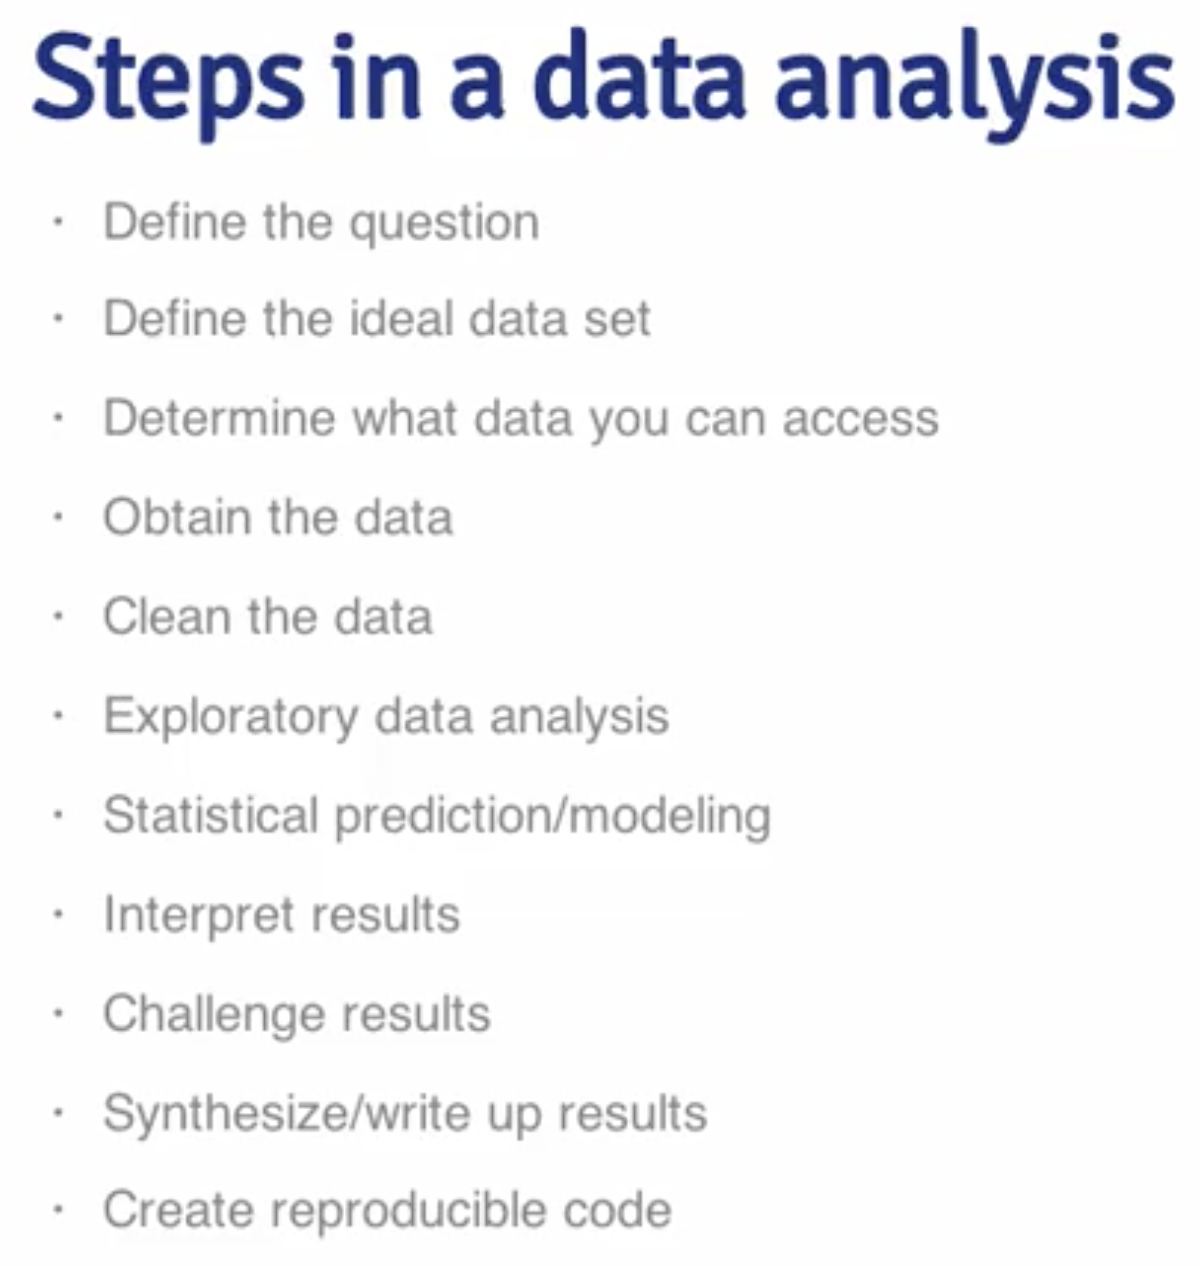 Steps in a data analysis
· Define the question
· Define the ideal data set
· Determine what data you can access
· Obtain the data
· Clean the data
· Exploratory data analysis
· Statistical prediction/modeling
· Interpret results
· Challenge results
· Synthesize/write up results
· Create reproducible code